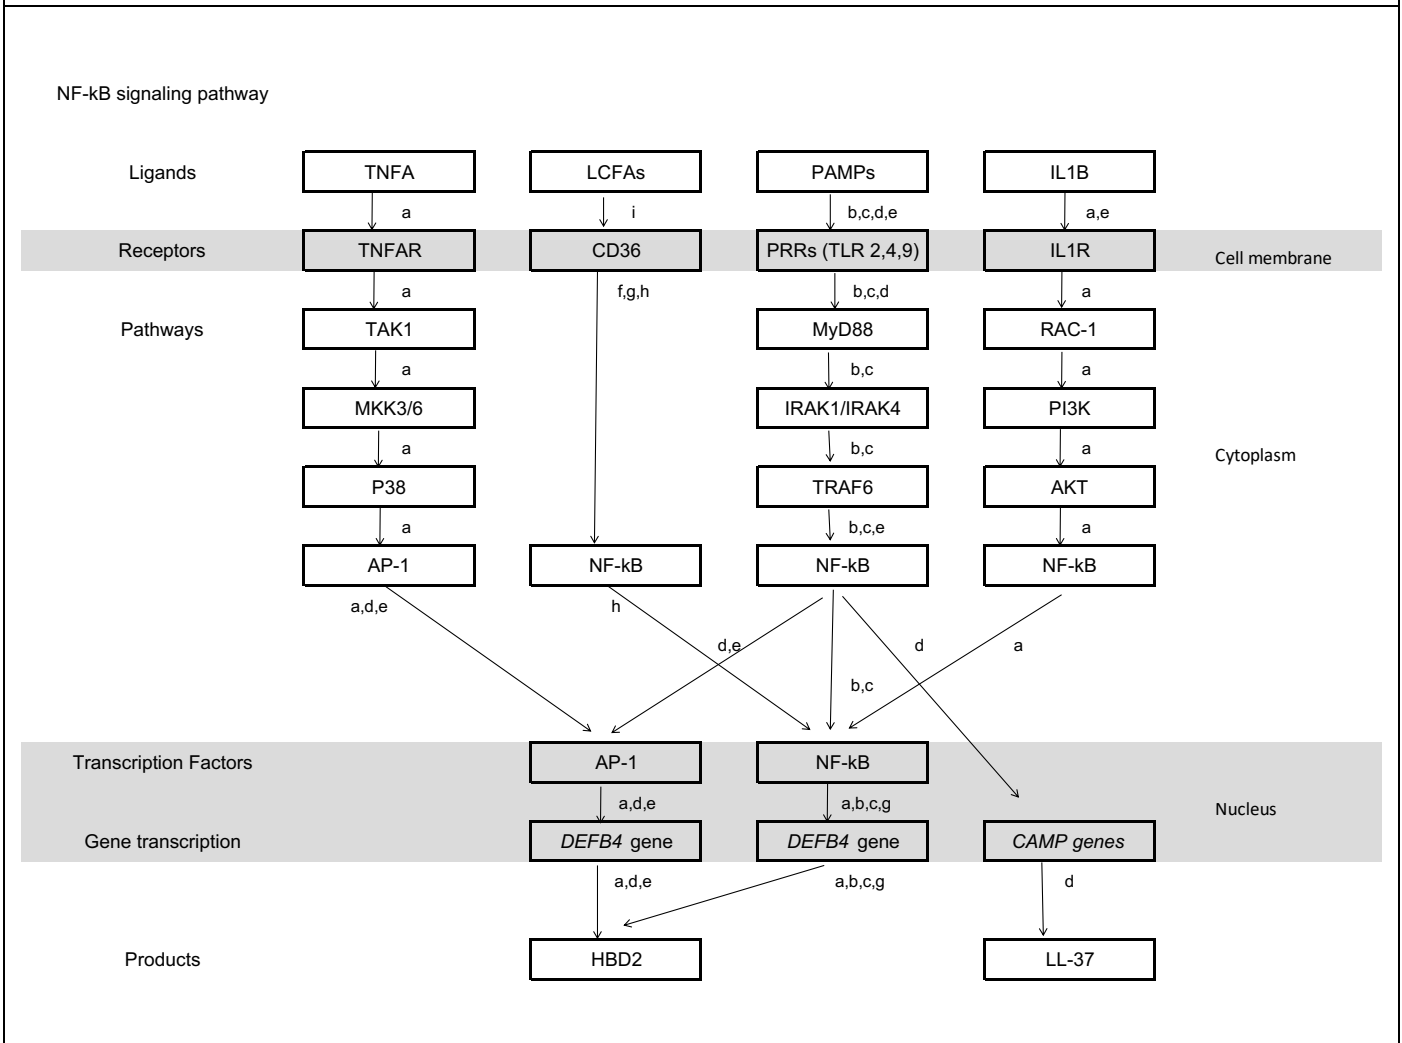 NF-kB signaling pathway
Ligands TNFA LCFAs PAMPs IL1B
a i b,c,d,e a,e
Receptors TNFAR CD36 PRRs (TLR 2,4,9) IL1R Cell membrane
a f,g,h b,c,d a
Pathways TAK1 MyD88 RAC-1
a b,c a
MKK3/6 IRAK1/IRAK4 PI3K
a b,c a Cytoplasm
P38 TRAF6 AKT
a b,c,e a
AP-1 NF-kB NF-kB NF-kB
a,d,e h
d,e d a
b,c
Transcription Factors AP-1 NF-kB
a,d,e a,b,c,g Nucleus
Gene transcription DEFB4 gene DEFB4 gene CAMP genes
a,d,e a,b,c,g d
Products HBD2 LL-37